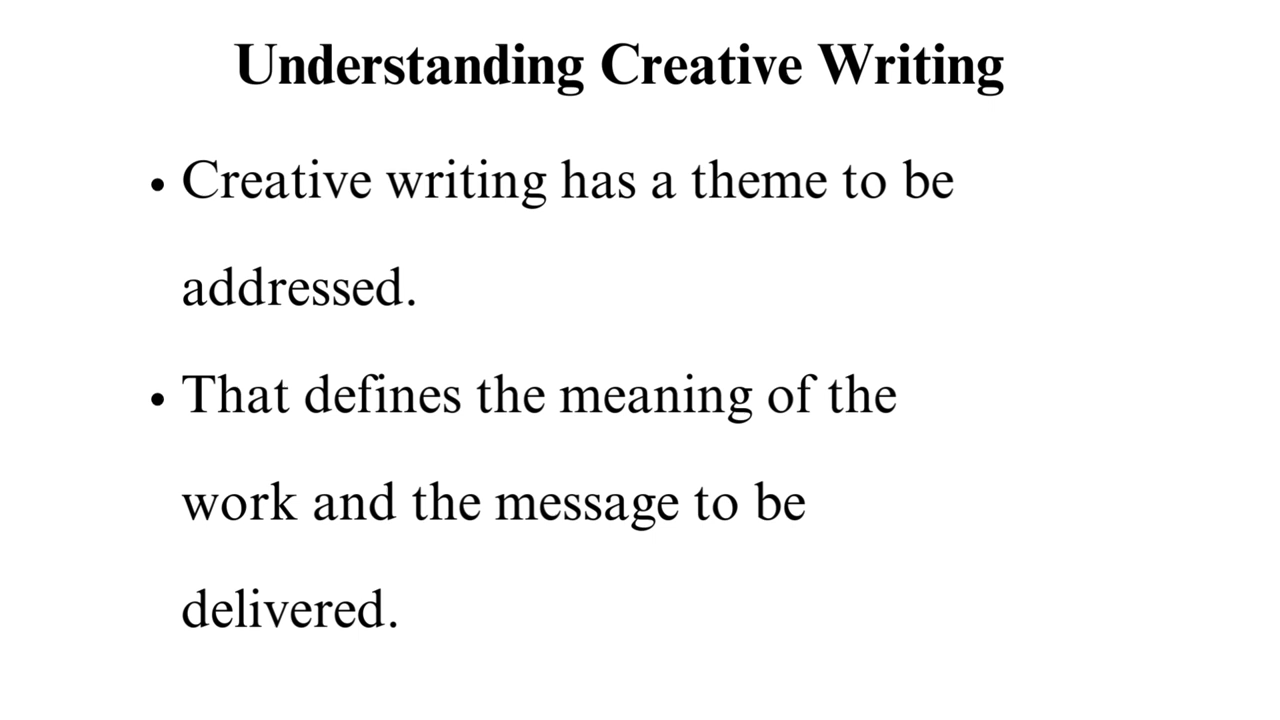 Understanding Creative Writing
• Creative writing has a theme to be
addressed.
• That defines the meaning of the
work and the message to be
delivered.